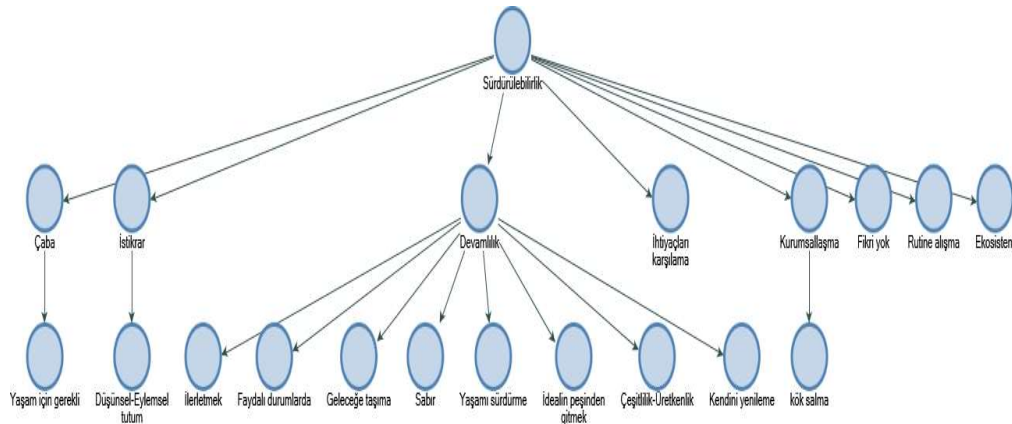 Sürdürülebilirlik
Çaba
İstikrar
Devamlılık
İhtiyaçları
karşılama
Kurumsallaşma
Fikri yok
Rutine alışma
Ekosistem
Yaşam için gerekli
Düşünsel-Eylemsel
tutum
İlerletmek
Faydalı durumlarda
Geleceğe taşıma
Sabır
Yaşamı sürdürme
İdealin peşinden
gitmek
Çeşitlilik-Üretkenlik
Kendini yenileme
kök salma